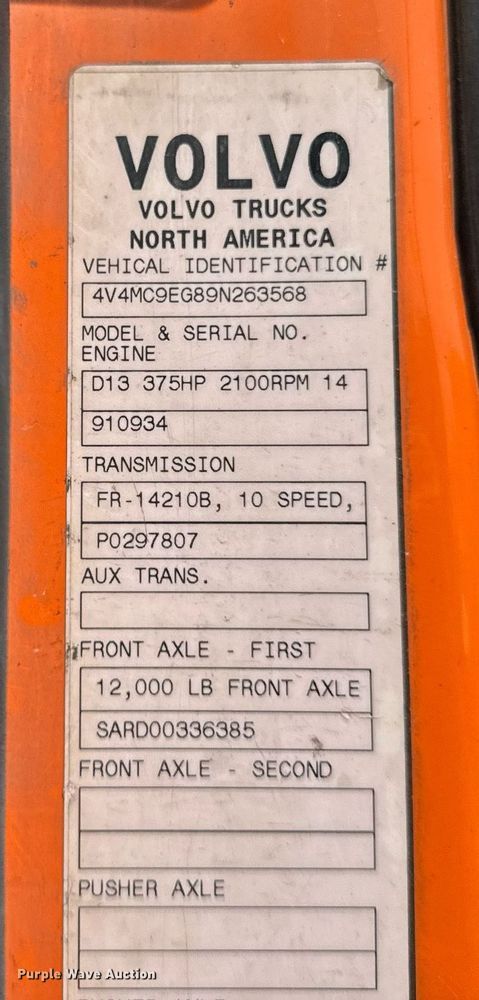 VOLVO
VOLVO TRUCKS
NORTH AMERICA
VEHICAL IDENTIFICATION #
4V4MC9EG89N263568
MODEL & SERIAL NO.
ENGINE
D13 375HP 2100RPM 14
910934
TRANSMISSION
FR-14210B, 10 SPEED,
P0297807
AUX TRANS.
FRONT AXLE - FIRST
12,000 LB FRONT AXLE
SARD00336385
FRONT AXLE - SECOND
PUSHER AXLE
Purple Wave Auction